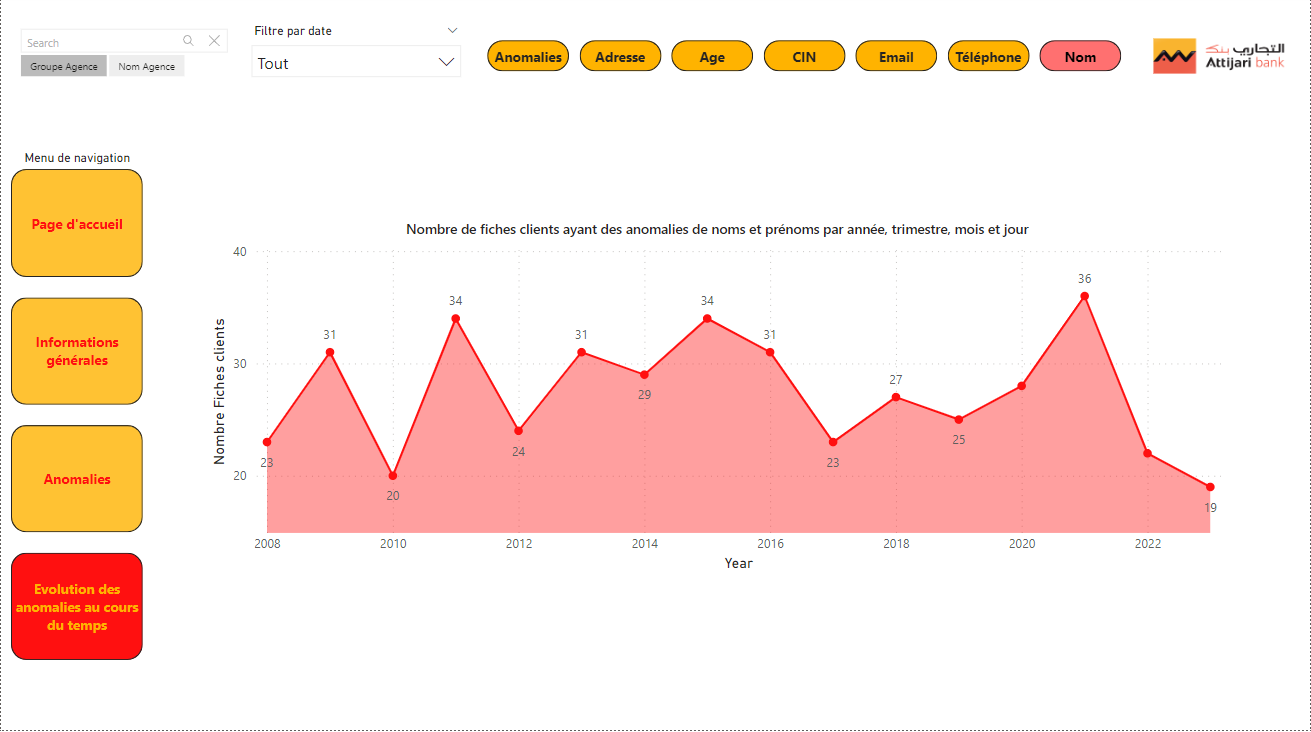 Search
Groupe Agence
Nom Agence
Filtre par date
Tout
Anomalies
Adresse
Age
CIN
Email
Téléphone
Nom
التجاري بنك
Attijari bank
Menu de navigation
Page d'accueil
Informations
générales
Anomalies
Evolution des
anomalies au cours
du temps
Nombre de fiches clients ayant des anomalies de noms et prénoms par année, trimestre, mois et jour
Nombre Fiches clients
40
30
20
23
31
20
34
24
31
29
34
31
23
27
25
36
19
2008
2010
2012
2014
2016
2018
2020
2022
Year